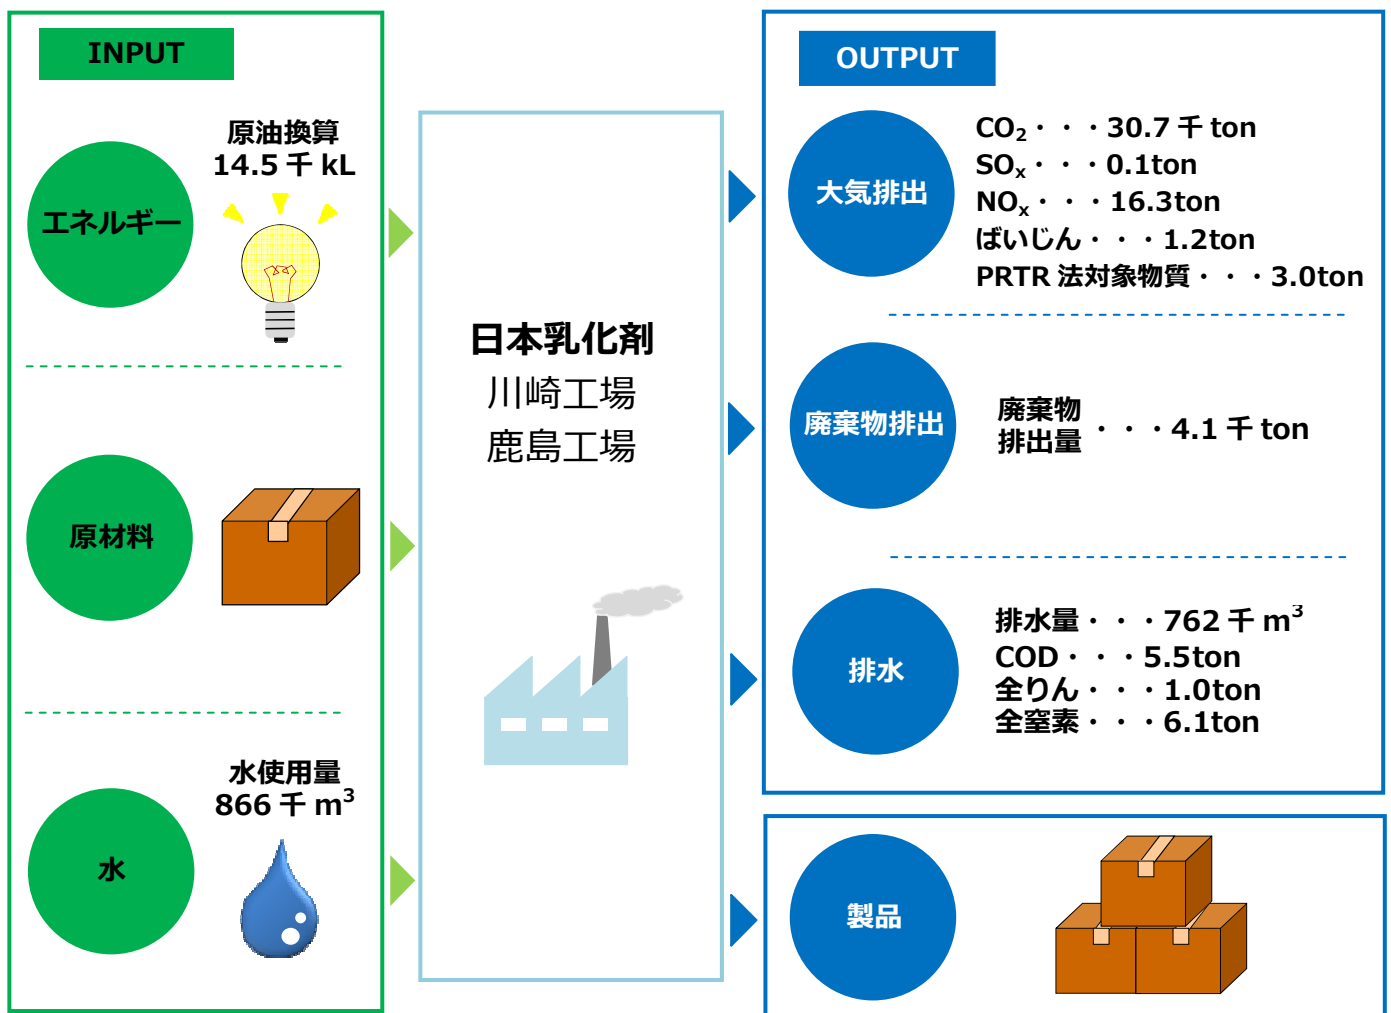 INPUT
エネルギー
原油換算
14.5 千 kL
原材料
水
水使用量
866 千 m³
日本乳化剤
川崎工場
鹿島工場
OUTPUT
大気排出
CO₂・・・30.7 千 ton
SOₓ・・・0.1ton
NOₓ・・・16.3ton
ばいじん・・・1.2ton
PRTR 法対象物質・・・3.0ton
廃棄物排出
廃棄物
排出量・・・4.1 千 ton
排水
排水量・・・762 千 m³
COD・・・5.5ton
全りん・・・1.0ton
全窒素・・・6.1ton
製品